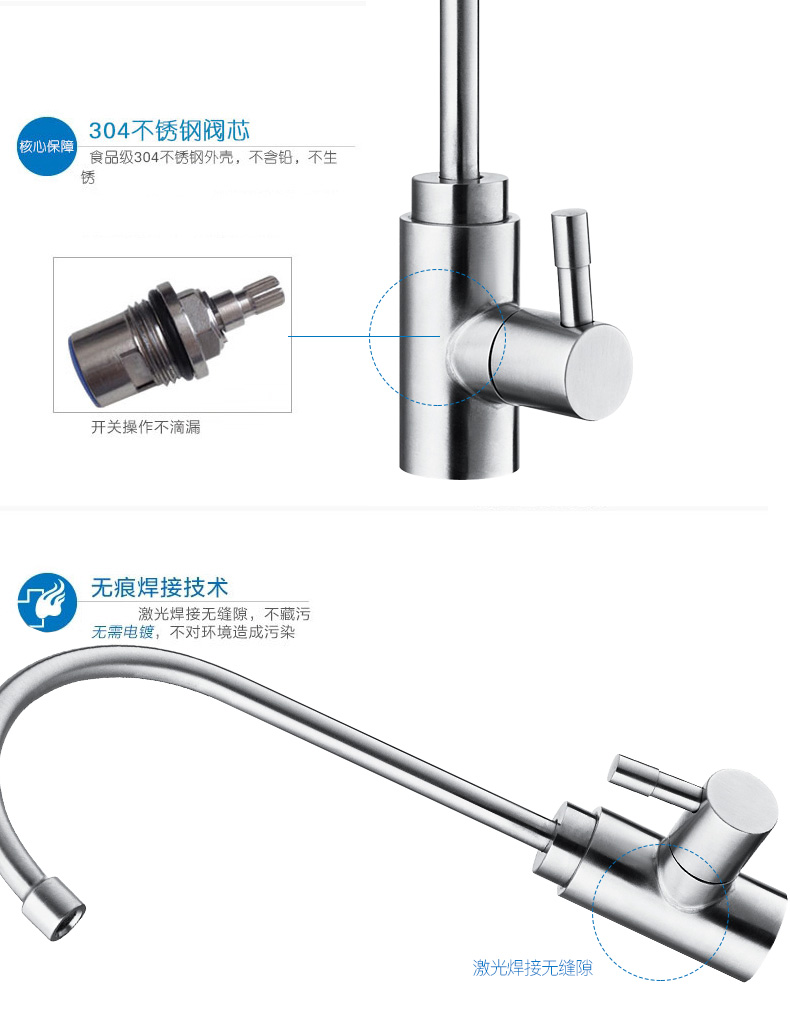 核心保障
304不锈钢阀芯
食品级304不锈钢外壳，不含铅，不生
锈
开关操作不滴漏
无痕焊接技术
激光焊接无缝隙，不藏污
无需电镀，不对环境造成污染
激光焊接无缝隙